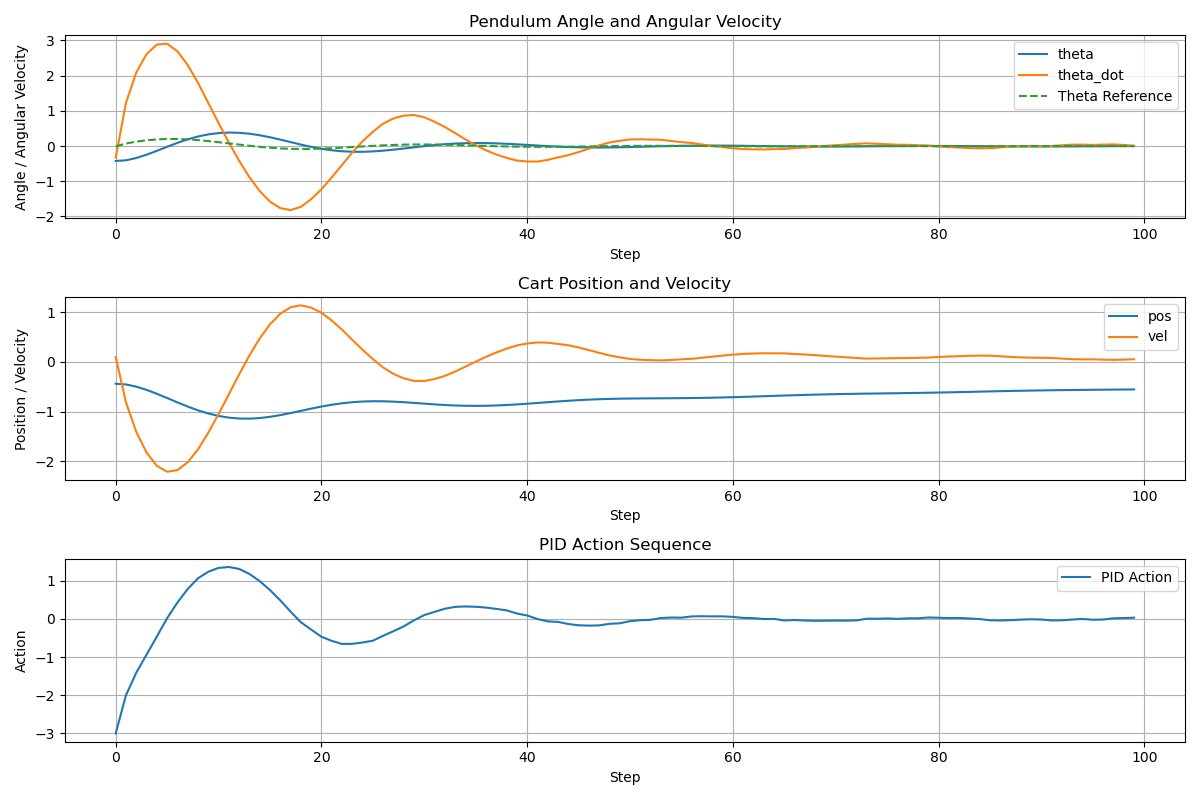 Pendulum Angle and Angular Velocity
Angle / Angular Velocity
3
2
1
0
−1
−2
theta
theta_dot
Theta Reference
0 20 40 60 80 100
Step
Cart Position and Velocity
Position / Velocity
1
0
−1
−2
pos
vel
0 20 40 60 80 100
Step
PID Action Sequence
Action
1
0
−1
−2
−3
PID Action
0 20 40 60 80 100
Step